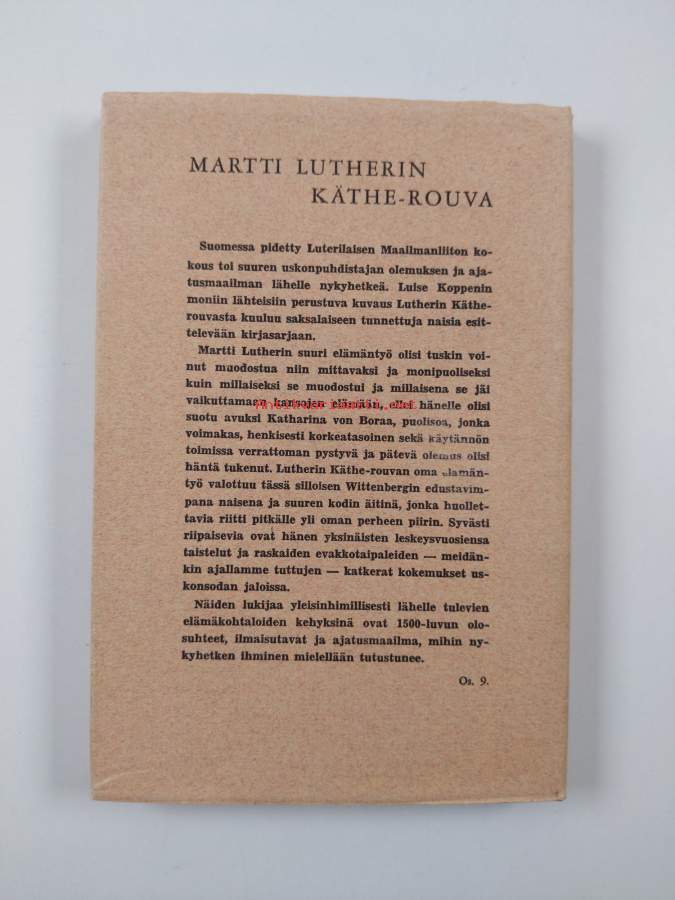 MARTTI LUTHERIN
KÄTHE-ROUVA
Suomessa pidetty Luterilaisen Maailmanliiton ko-
kous toi suuren uskonpuhdistajan olemuksen ja aja-
tusmaailman lähelle nykyhetkeä. Luise Koppenin
moniin lähteisiin perustuva kuvaus Lutherin Käthe-
rouvasta kuuluu saksalaiseen tunnettuja naisia esit-
televään kirjasarjaan.
Martti Lutherin suuri elämäntyö olisi tuskin voi-
nut muodostua niin mittavaksi ja monipuoliseksi
kuin millaiseksi se muodostui ja millaisena se jäi
vaikuttamaan kansojen elämään, ellei hänelle olisi
suotu avuksi Katharina von Boraa, puolisoa, jonka
voimakas, henkisesti korkeatasoinen sekä käytännön
toimissa verrattoman pystyvä ja pätevä olemus olisi
häntä tukenut. Lutherin Käthe-rouvan oma elämän-
työ valottuu tässä silloisen Wittenbergin edustavim-
pana naisena ja suuren kodin äitinä, jonka huollet-
tavia riitti pitkälle yli oman perheen piirin. Syvästi
riipaisevia ovat hänen yksinäisten leskeysvuosiensa
taistelut ja raskaiden evakkotaipaleiden — meidän-
kin ajallamme tuttujen — katkerat kokemukset us-
konsodan jaloissa.
Näiden lukijaa yleisinhimillisesti lähelle tulevien
elämäkohtaloiden kehyksinä ovat 1500-luvun olo-
suhteet, ilmaisutavat ja ajatusmaailma, mihin ny-
kyhetken ihminen mielellään tutustunee.
Os. 9.